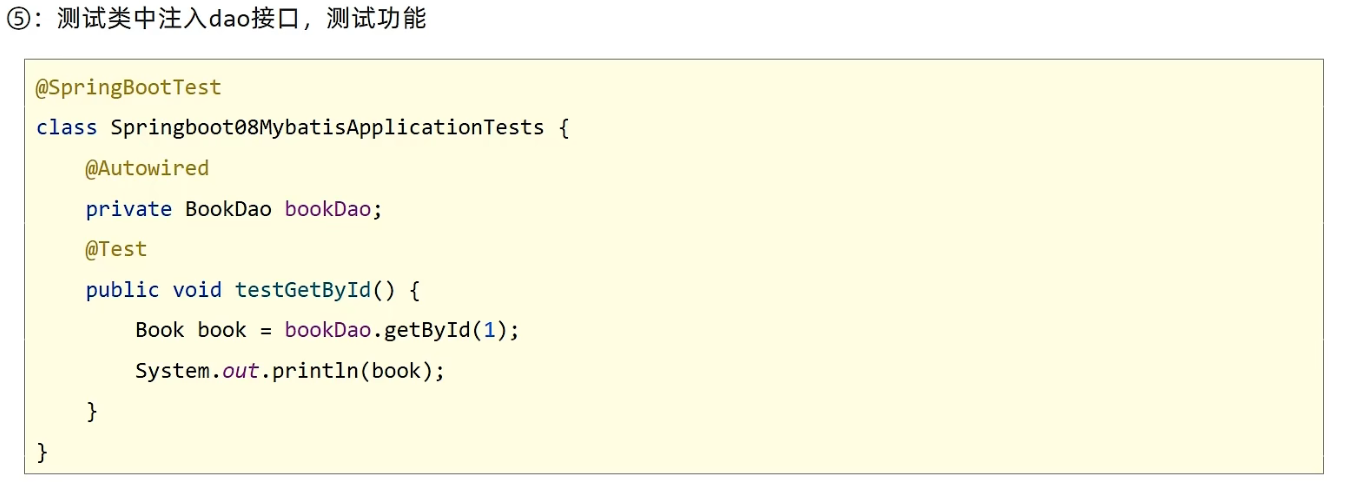 ⑤：测试类中注入dao接口，测试功能
@SpringBootTest
class Springboot08MybatisApplicationTests {
    @Autowired
    private BookDao bookDao;
    @Test
    public void testGetById() {
        Book book = bookDao.getById(1);
        System.out.println(book);
    }
}